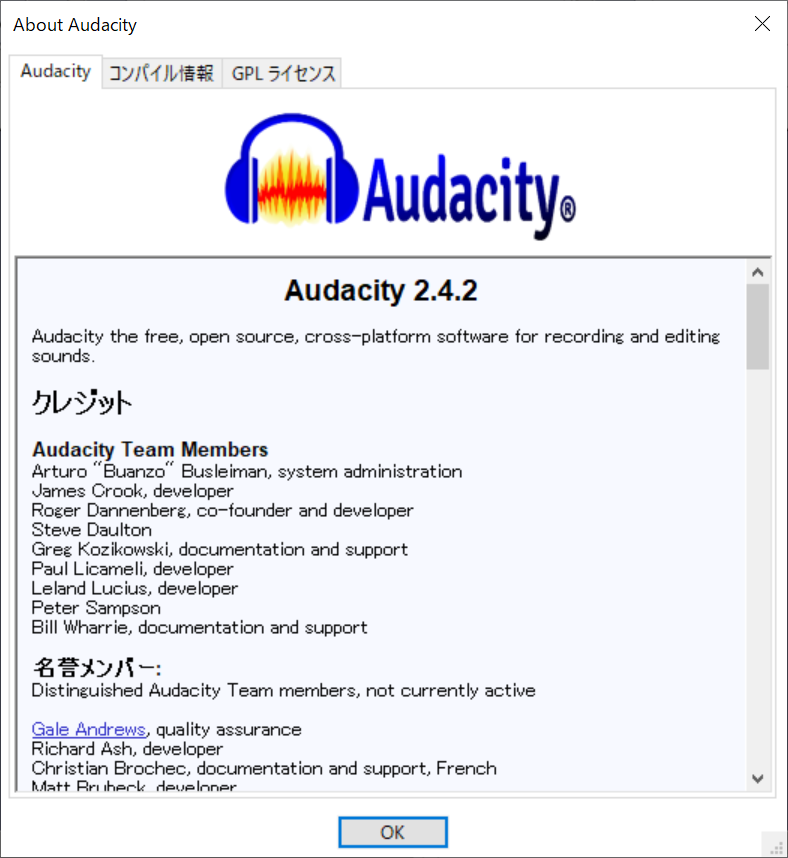 About Audacity
Audacity コンパイル情報 GPL ライセンス
Audacity®
Audacity 2.4.2
Audacity the free, open source, cross-platform software for recording and editing
sounds.
クレジット
Audacity Team Members
Arturo "Buanzo" Busleiman, system administration
James Crook, developer
Roger Dannenberg, co-founder and developer
Steve Daulton
Greg Kozikowski, documentation and support
Paul Licameli, developer
Leland Lucius, developer
Peter Sampson
Bill Wharrie, documentation and support
名誉メンバー:
Distinguished Audacity Team members, not currently active
Gale Andrews, quality assurance
Richard Ash, developer
Christian Brochec, documentation and support, French
Matt Brubeck, developer
OK